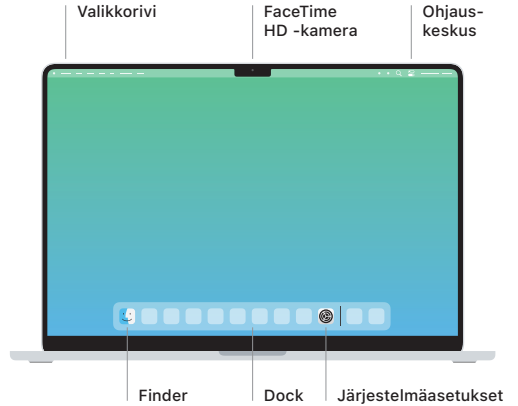 Valikkorivi
FaceTime
HD -kamera
Ohjaus-
keskus
Finder
Dock
Järjestelmäasetukset